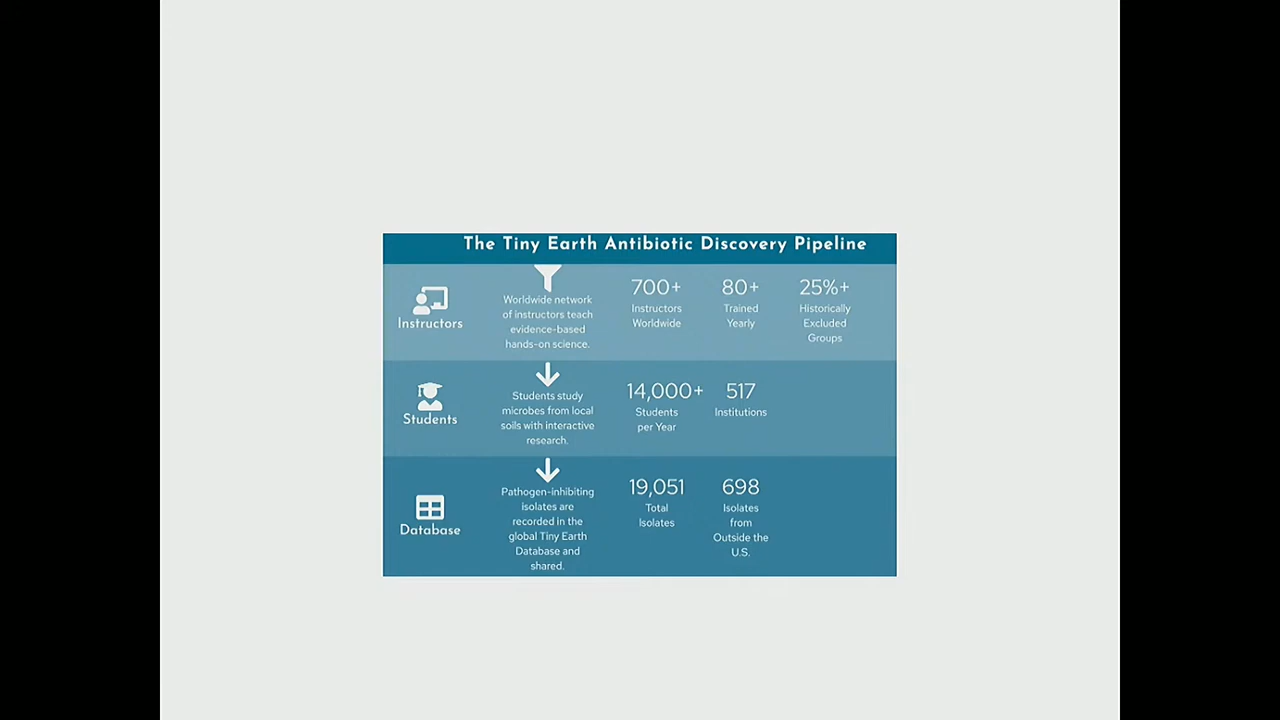 The Tiny Earth Antibiotic Discovery Pipeline
Instructors
Worldwide network
of instructors teach
evidence-based
hands-on science.
700+
Instructors
Worldwide
80+
Trained
Yearly
25%+
Historically
Excluded
Groups
Students
Students study
microbes from local
soils with interactive
research.
14,000+
Students
per Year
517
Institutions
Database
Pathogen-inhibiting
isolates are
recorded in the
global Tiny Earth
Database and
shared.
19,051
Total
Isolates
698
Isolates
from
Outside the
U.S.